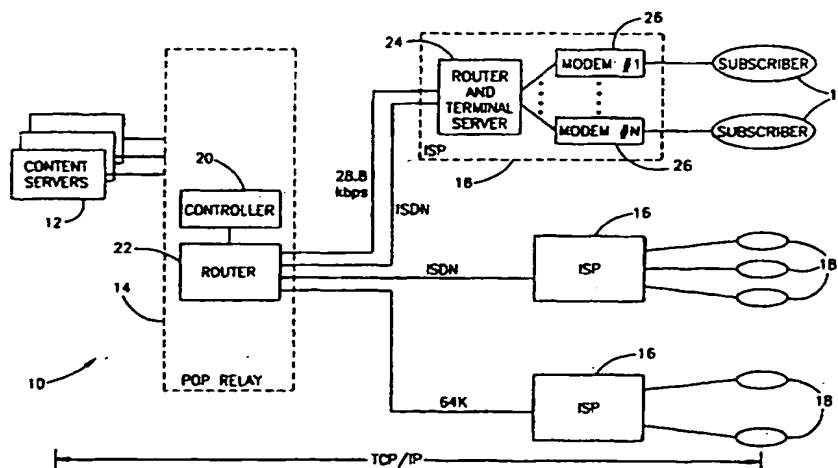 26
24
MODEM #1
SUBSCRIBER
ROUTER
AND
TERMINAL
SERVER
MODEM #N
SUBSCRIBER
ISP
16
26
CONTENT
SERVERS
12
20
CONTROLLER
28.8
kbps
ISDN
22
ROUTER
ISDN
16
ISP
18
14
POP RELAY
10
16
ISP
64K
18
TCP/IP